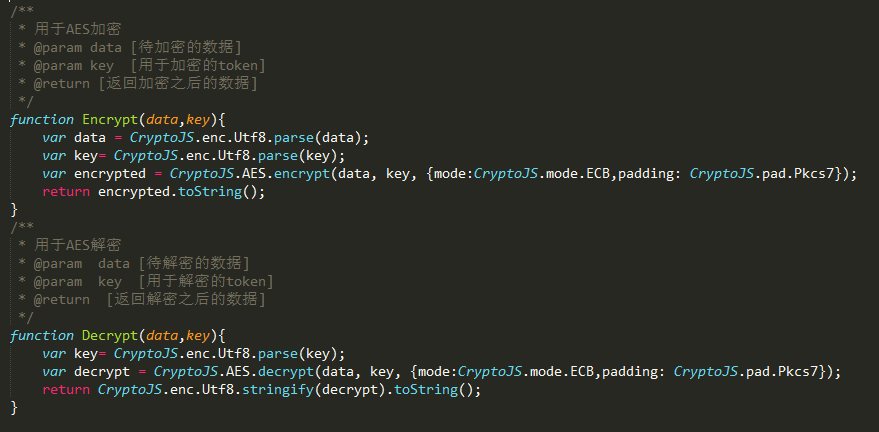 /**
 * 用于AES加密
 * @param data [待加密的数据]
 * @param key  [用于加密的token]
 * @return [返回加密之后的数据]
 */
function Encrypt(data,key){
    var data = CryptoJS.enc.Utf8.parse(data);
    var key= CryptoJS.enc.Utf8.parse(key);
    var encrypted = CryptoJS.AES.encrypt(data, key, {mode:CryptoJS.mode.ECB,padding: CryptoJS.pad.Pkcs7});
    return encrypted.toString();
}
/**
 * 用于AES解密
 * @param  data [待解密的数据]
 * @param  key  [用于解密的token]
 * @return  [返回解密之后的数据]
 */
function Decrypt(data,key){
    var key= CryptoJS.enc.Utf8.parse(key);
    var decrypt = CryptoJS.AES.decrypt(data, key, {mode:CryptoJS.mode.ECB,padding: CryptoJS.pad.Pkcs7});
    return CryptoJS.enc.Utf8.stringify(decrypt).toString();
}